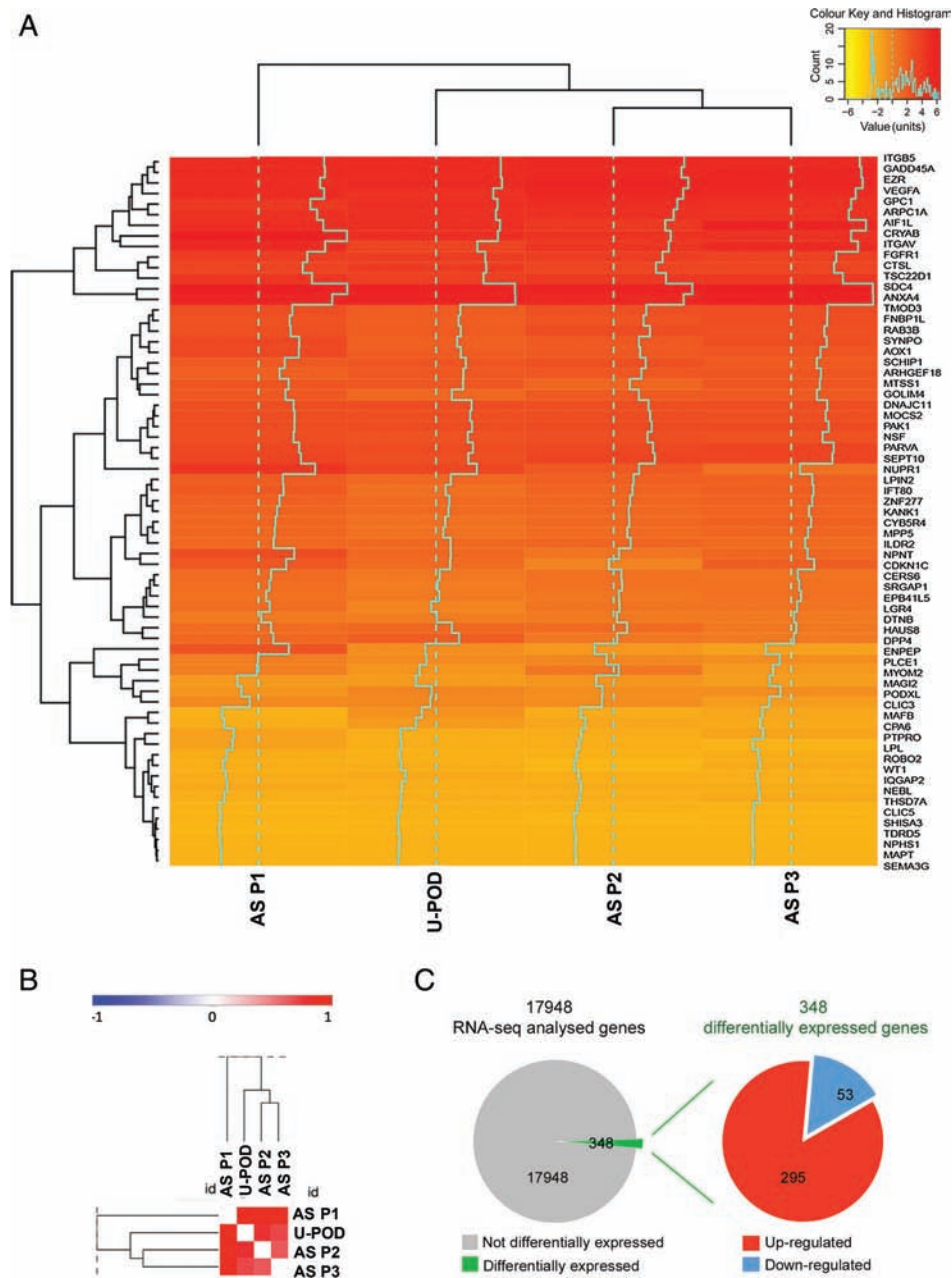 A
Colour Key and Histogram
Count
20
15
10
5
0
-6
-2
0
2
4
6
Value (units)
ITGB5
GADD45A
EZR
VEGFA
GPC1
ARPC1A
AIF1L
CRYAB
ITGAV
FGFR1
CTSL
TSC22D1
SDC4
ANXA4
TMOD3
FNBP1L
RAB3B
SYNPO
AOX1
SCHIP1
ARHGEF18
MTSS1
GOLIM4
DNAJC11
MOCS2
PAK1
NSF
PARVA
SEPT10
NUPR1
LPIN2
IFT80
ZNF277
KANK1
CYB5R4
MPP5
ILDR2
NPNT
CDKN1C
CERS6
SRGAP1
EPB41L5
LGR4
DTNB
HAUS8
DPP4
ENPEP
PLCE1
MYOM2
MAGI2
PODXL
CLIC3
MAFB
CPA6
PTPRO
LPL
ROBO2
WT1
IQGAP2
NEBL
THSD7A
CLIC5
SHISA3
TDRD5
NPHS1
MAPT
SEMA3G
AS P1
U-POD
AS P2
AS P3
B
-1 0 1
id
AS P1
U-POD
AS P2
AS P3
id
AS P1
U-POD
AS P2
AS P3
C
17948
RNA-seq analysed genes
348
17948
Not differentially expressed
Differentially expressed
348
differentially expressed genes
53
295
Up-regulated
Down-regulated